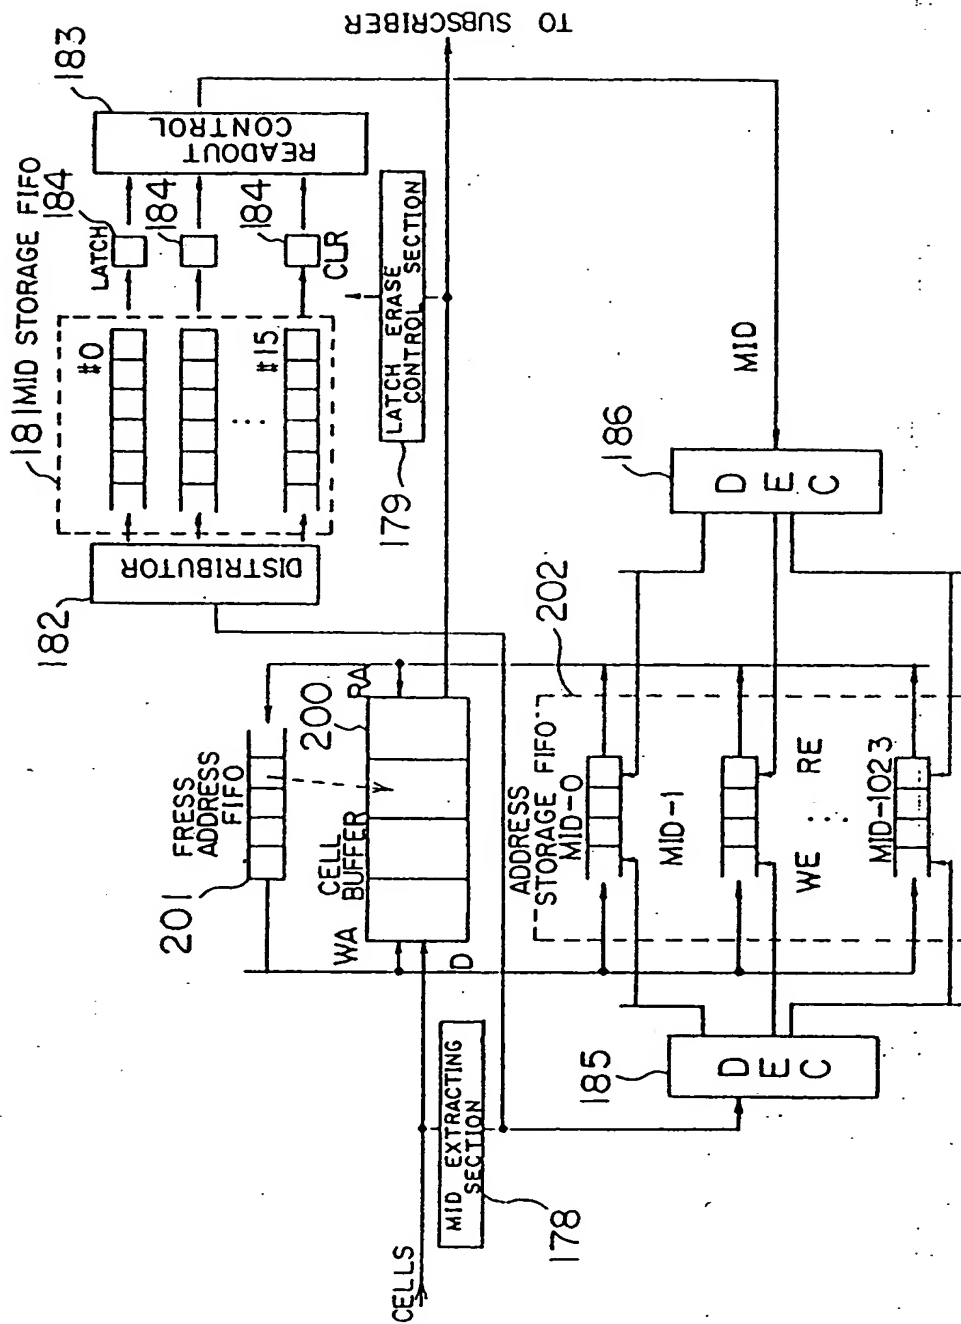 TO SUBSCRIBER
183
READOUT
CONTROL
181 MID STORAGE FIFO
184
184
184
LATCH
CLR
#0
#15
...
LATCH ERASE
CONTROL SECTION
179
DISTRIBUTOR
182
MID
186
DEC
202
FRESS
ADDRESS
FIFO
201
RA
200
CELL
BUFFER
WA
D
ADDRESS
STORAGE FIFO
MID-0
MID-1
WE ... RE
MID-1023
185
DEC
MID EXTRACTING
SECTION
178
CELLS